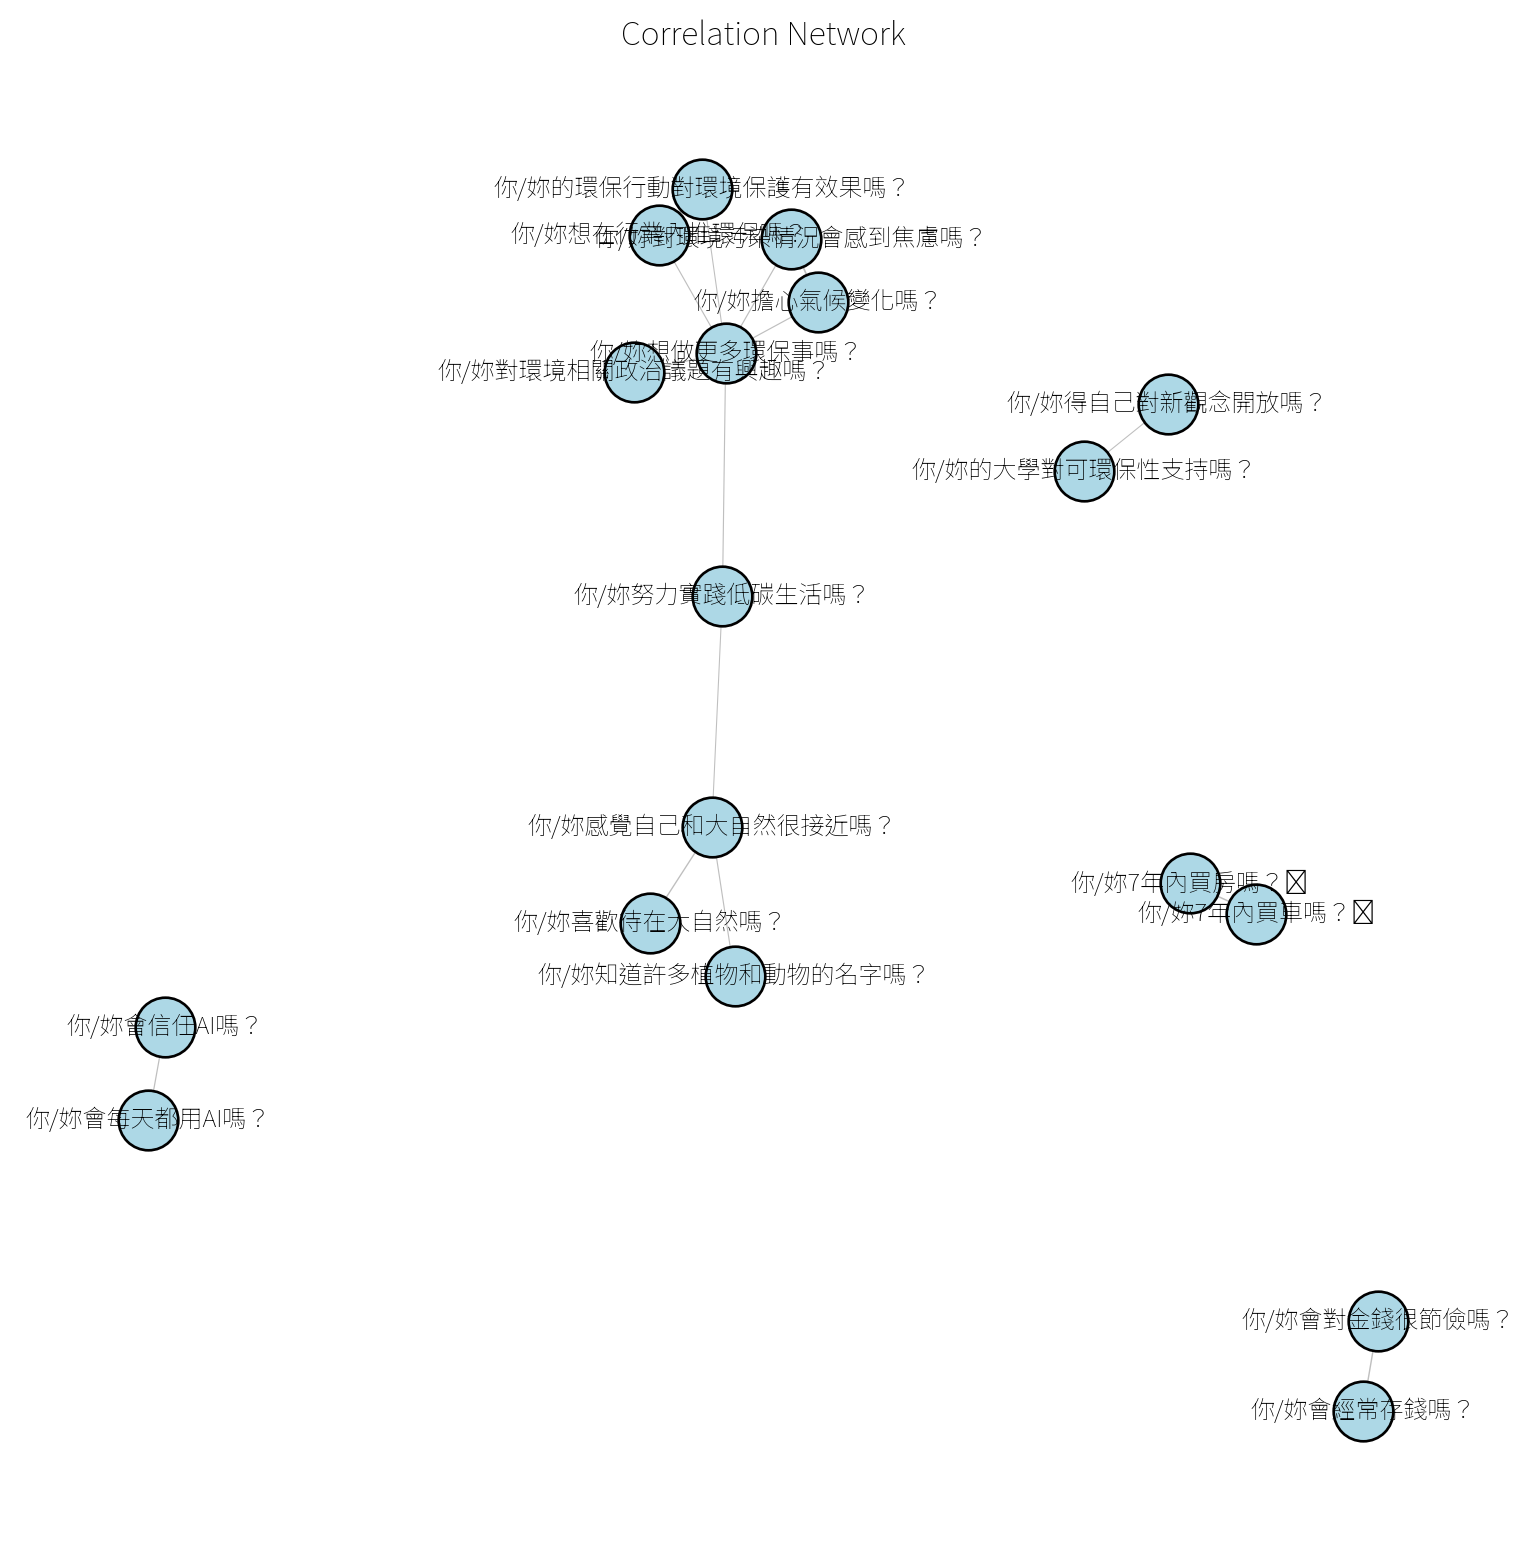 Correlation Network
你/妳的環保行動對環境保護有效果嗎？
你/妳想在行業內推環保嗎？
你/妳對環境污染情況會感到焦慮嗎？
你/妳擔心氣候變化嗎？
你/妳想做更多環保事嗎？
你/妳對環境相關政治議題有興趣嗎？
你/妳得自己對新觀念開放嗎？
你/妳的大學對可環保性支持嗎？
你/妳努力實踐低碳生活嗎？
你/妳感覺自己和大自然很接近嗎？
你/妳7年內買房嗎？
你/妳7年內買車嗎？
你/妳喜歡待在大自然嗎？
你/妳知道許多植物和動物的名字嗎？
你/妳會信任AI嗎？
你/妳會每天都用AI嗎？
你/妳會對金錢很節儉嗎？
你/妳會經常存錢嗎？